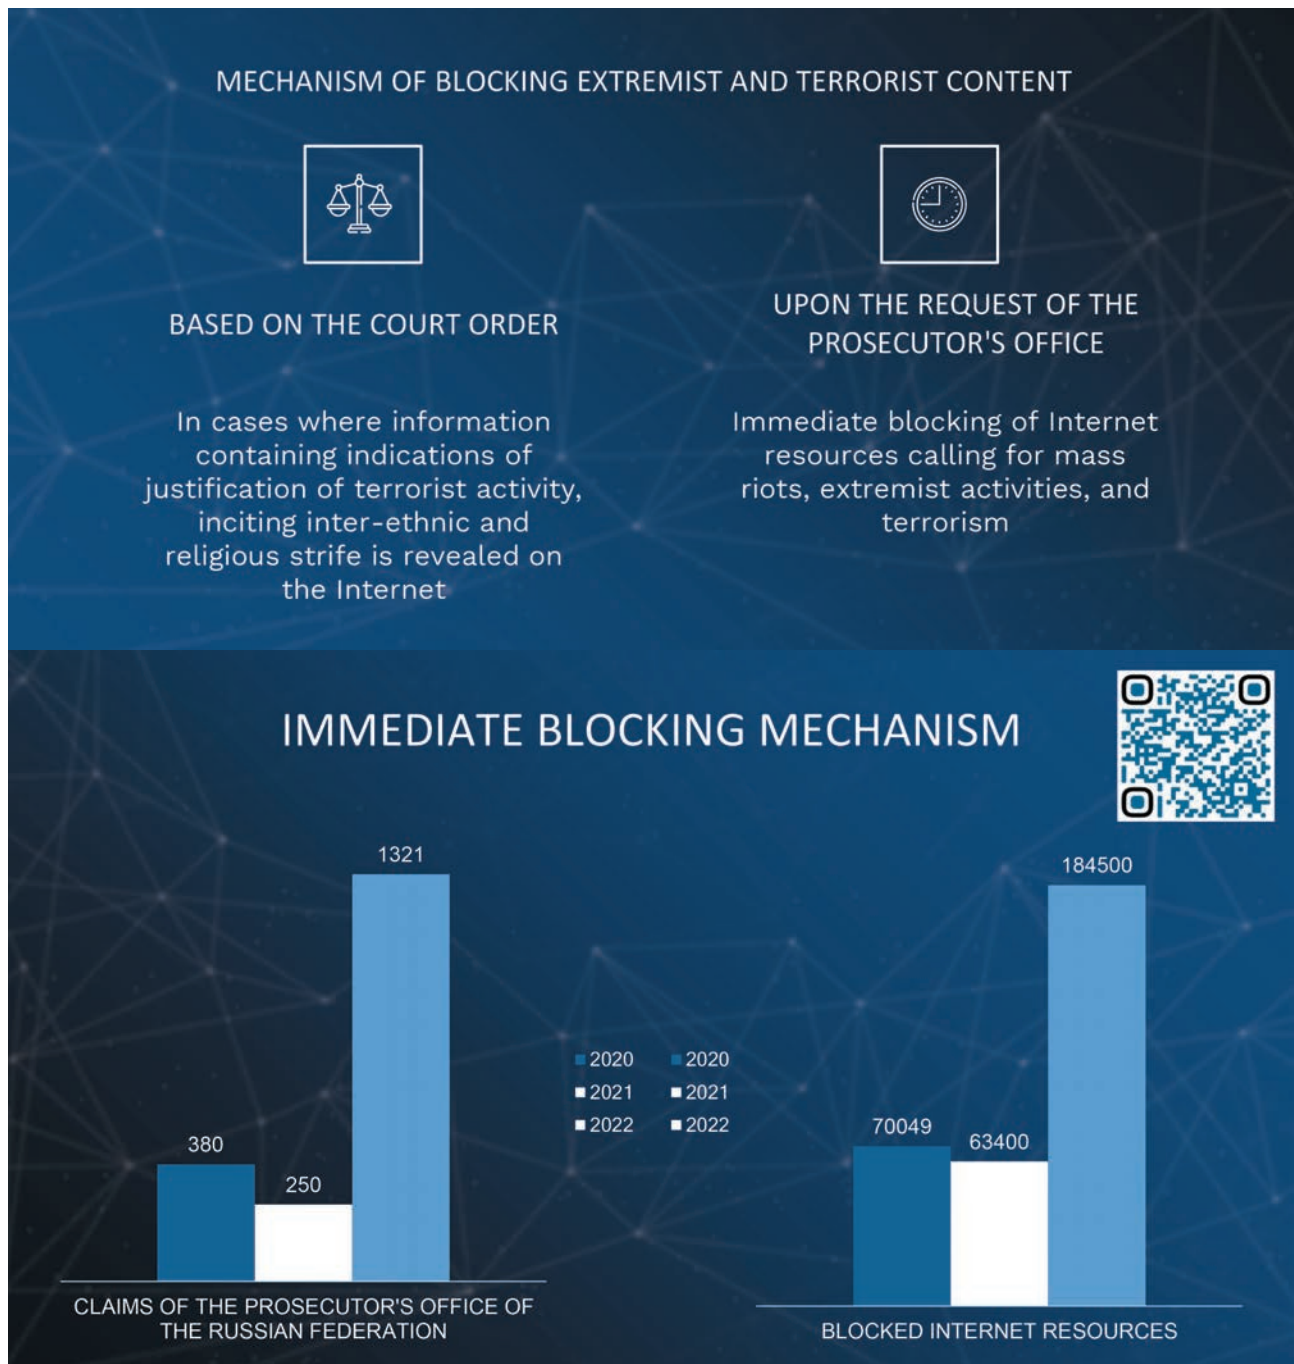 MECHANISM OF BLOCKING EXTREMIST AND TERRORIST CONTENT
BASED ON THE COURT ORDER
In cases where information
containing indications of
justification of terrorist activity,
inciting inter-ethnic and
religious strife is revealed on
the Internet
UPON THE REQUEST OF THE
PROSECUTOR'S OFFICE
Immediate blocking of Internet
resources calling for mass
riots, extremist activities, and
terrorism
IMMEDIATE BLOCKING MECHANISM
1321
380
250
CLAIMS OF THE PROSECUTOR'S OFFICE OF
THE RUSSIAN FEDERATION
2020 2020
2021 2021
2022 2022
184500
70049
63400
BLOCKED INTERNET RESOURCES